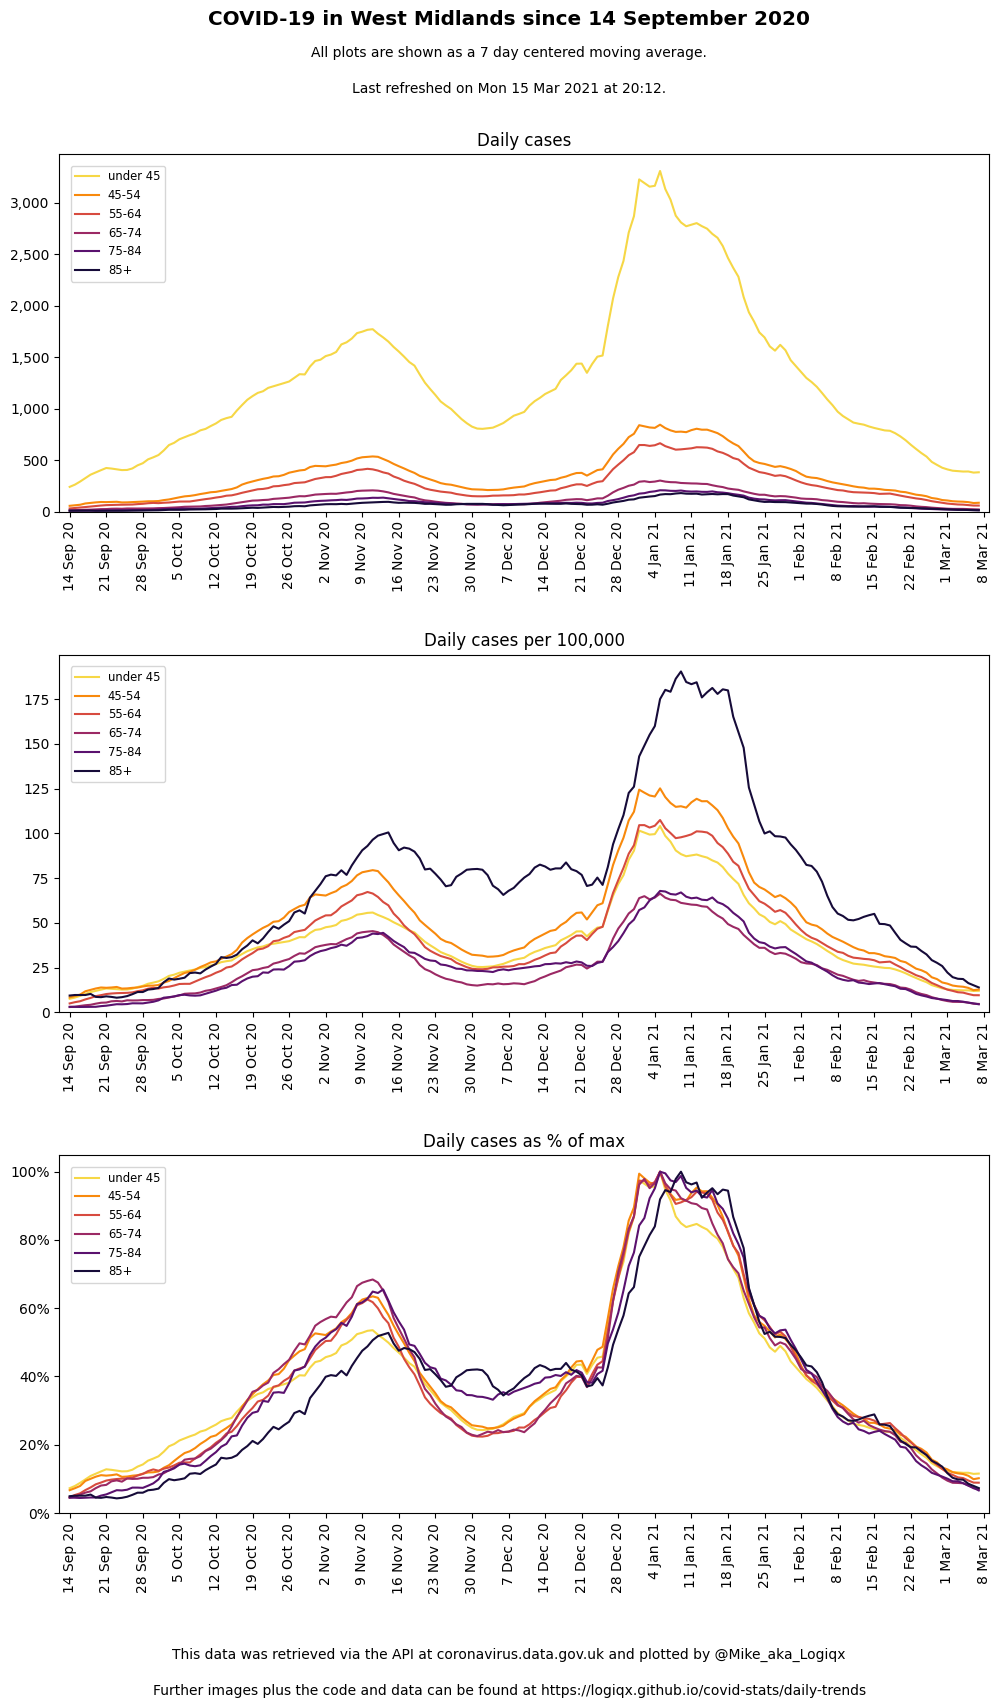 COVID-19 in West Midlands since 14 September 2020
All plots are shown as a 7 day centered moving average.
Last refreshed on Mon 15 Mar 2021 at 20:12.
Daily cases
under 45
45-54
55-64
65-74
75-84
85+
3,000
2,500
2,000
1,500
1,000
500
0
14 Sep 20
21 Sep 20
28 Sep 20
5 Oct 20
12 Oct 20
19 Oct 20
26 Oct 20
2 Nov 20
9 Nov 20
16 Nov 20
23 Nov 20
30 Nov 20
7 Dec 20
14 Dec 20
21 Dec 20
28 Dec 20
4 Jan 21
11 Jan 21
18 Jan 21
25 Jan 21
1 Feb 21
8 Feb 21
15 Feb 21
22 Feb 21
1 Mar 21
8 Mar 21
Daily cases per 100,000
under 45
45-54
55-64
65-74
75-84
85+
175
150
125
100
75
50
25
0
14 Sep 20
21 Sep 20
28 Sep 20
5 Oct 20
12 Oct 20
19 Oct 20
26 Oct 20
2 Nov 20
9 Nov 20
16 Nov 20
23 Nov 20
30 Nov 20
7 Dec 20
14 Dec 20
21 Dec 20
28 Dec 20
4 Jan 21
11 Jan 21
18 Jan 21
25 Jan 21
1 Feb 21
8 Feb 21
15 Feb 21
22 Feb 21
1 Mar 21
8 Mar 21
Daily cases as % of max
under 45
45-54
55-64
65-74
75-84
85+
100%
80%
60%
40%
20%
0%
14 Sep 20
21 Sep 20
28 Sep 20
5 Oct 20
12 Oct 20
19 Oct 20
26 Oct 20
2 Nov 20
9 Nov 20
16 Nov 20
23 Nov 20
30 Nov 20
7 Dec 20
14 Dec 20
21 Dec 20
28 Dec 20
4 Jan 21
11 Jan 21
18 Jan 21
25 Jan 21
1 Feb 21
8 Feb 21
15 Feb 21
22 Feb 21
1 Mar 21
8 Mar 21
This data was retrieved via the API at coronavirus.data.gov.uk and plotted by @Mike_aka_Logiqx
Further images plus the code and data can be found at https://logiqx.github.io/covid-stats/daily-trends